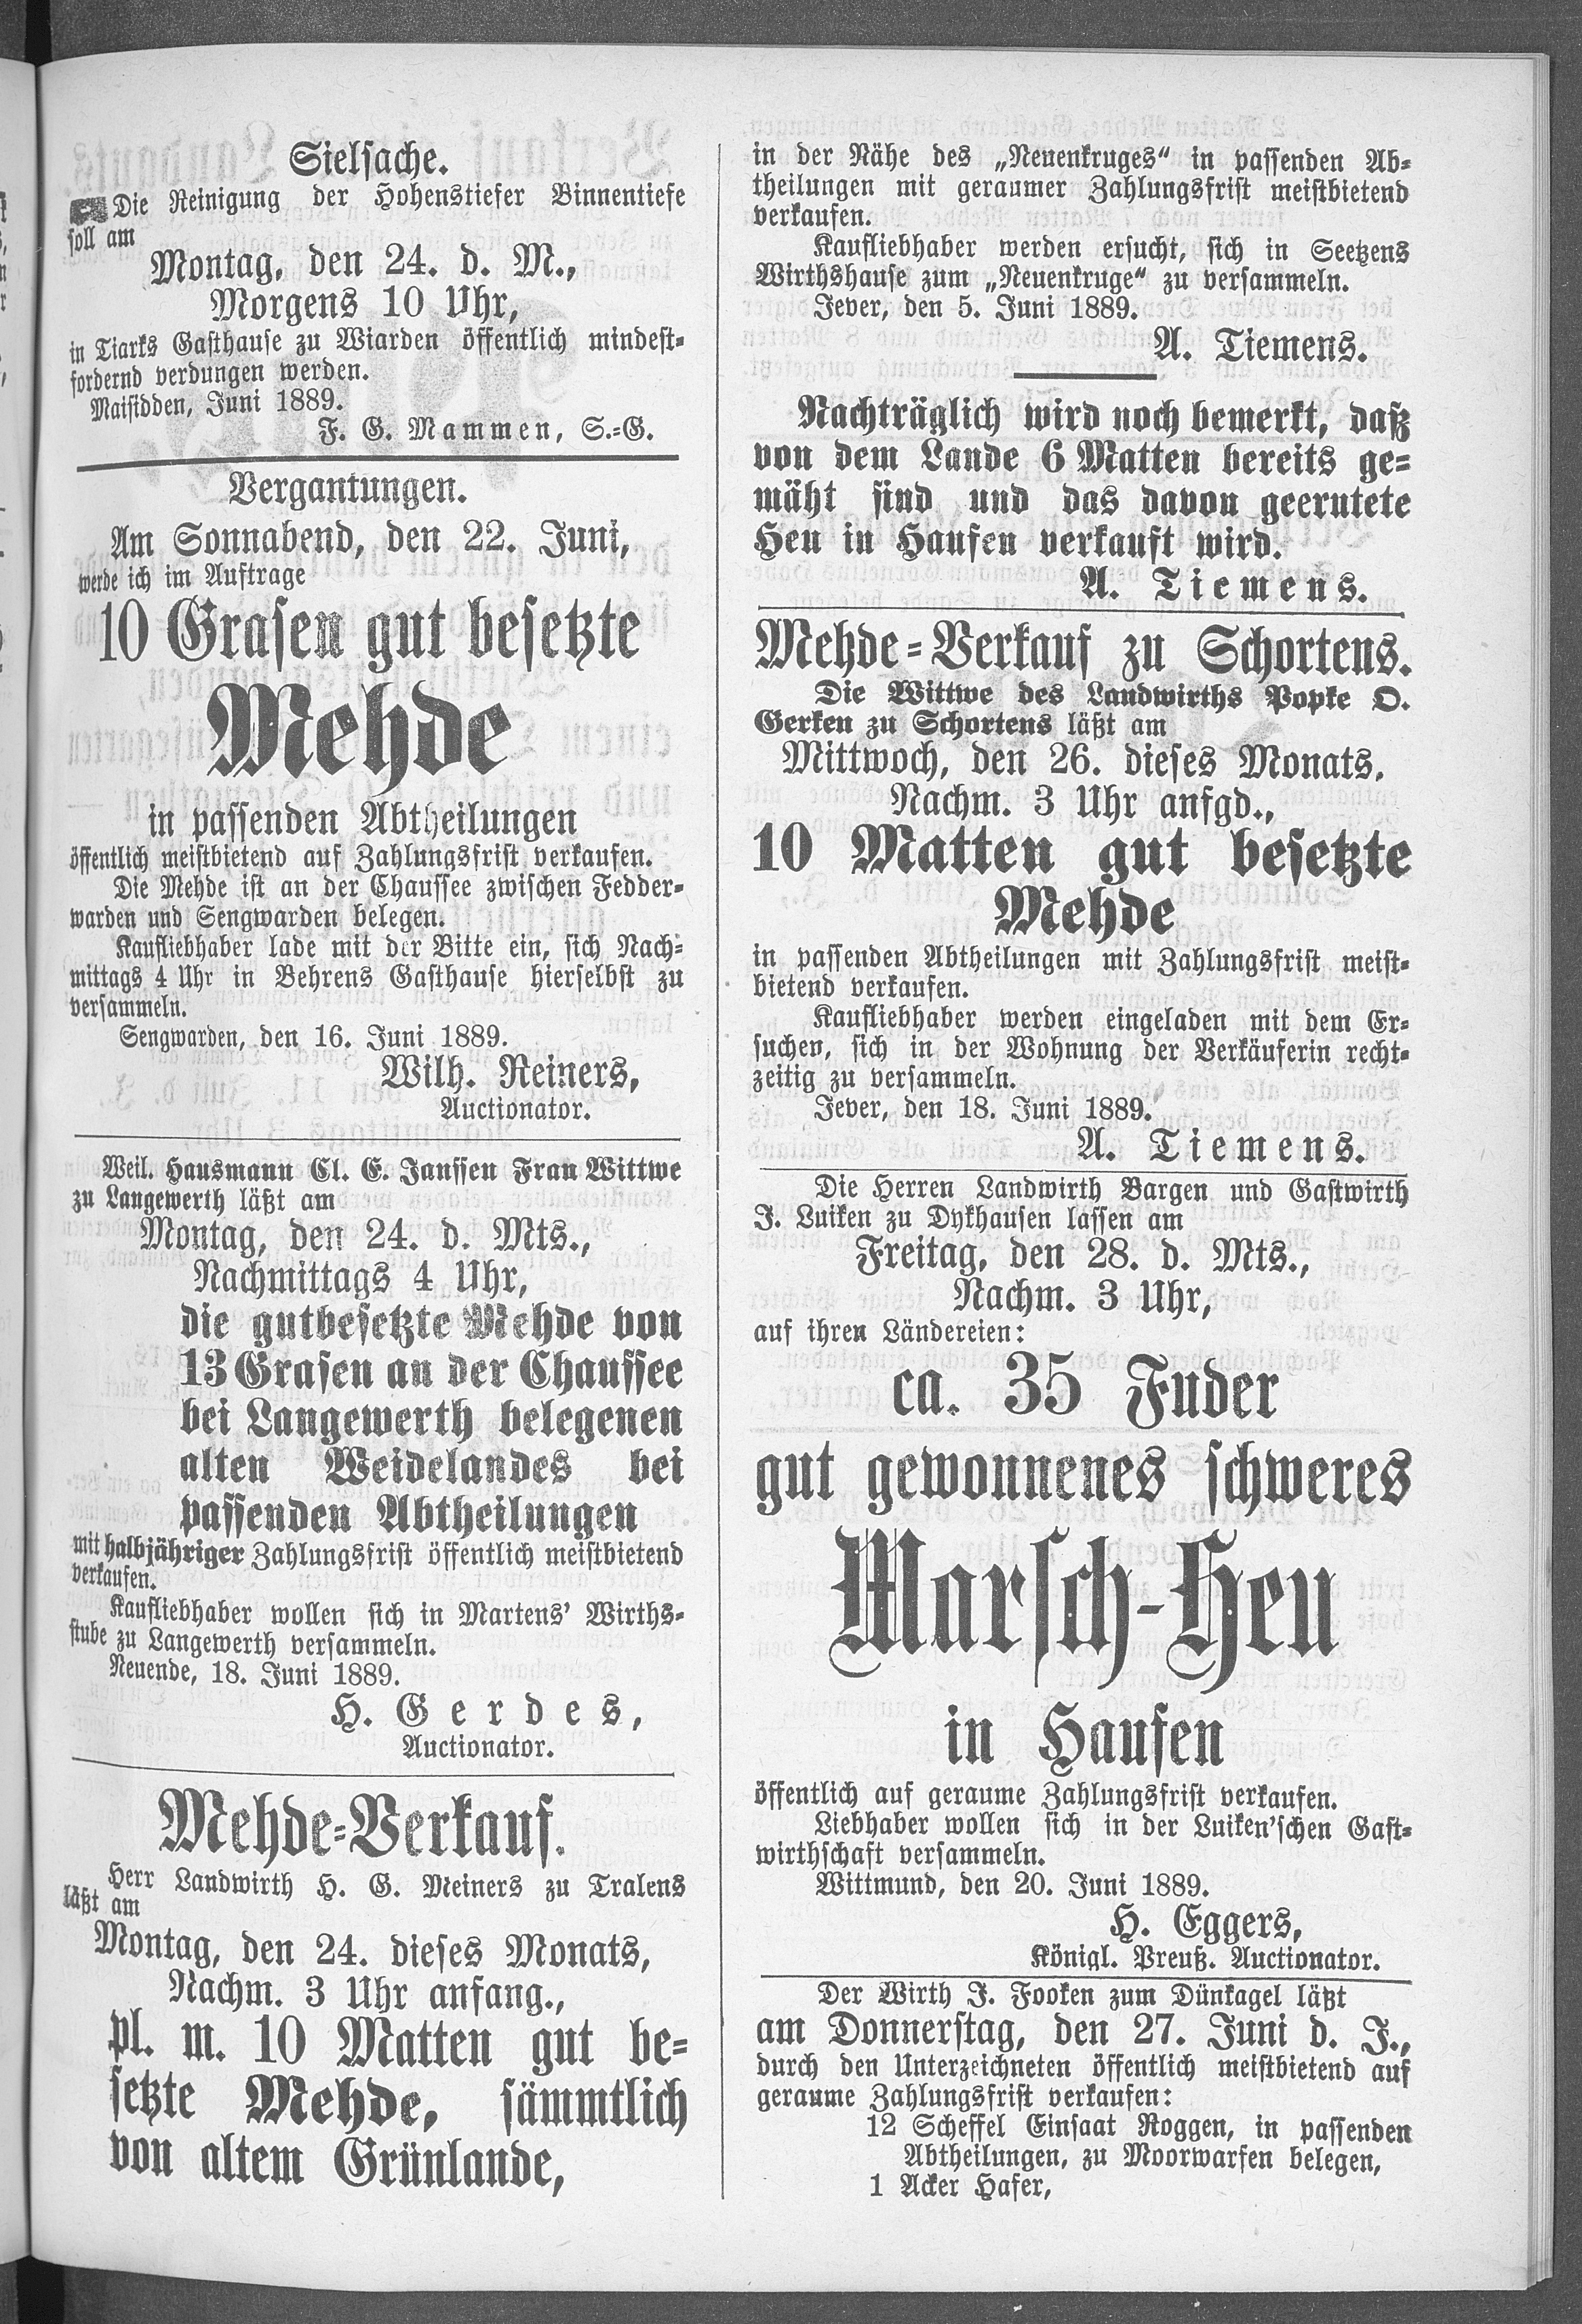 Sielsache.
Die Reinigung der Hohenstiefer Binnentiefe
soll am
Montag, den 24. d. M.,
Morgens 10 Uhr,
in Tiarks Gasthause zu Wiarden öffentlich mindest-
fordernd verdungen werden.
Maisidden, Juni 1889.
F. G. Mammen, S.-G.
Vergantungen.
Am Sonnabend, den 22. Juni,
werde ich im Auftrage
10 Grasen gut besetzte
Mehde
in passenden Abtheilungen
öffentlich meistbietend auf Zahlungsfrist verkaufen.
Die Mehde ist an der Chaussee zwischen Fedder-
warden und Sengwarden belegen.
Kaufliebhaber lade mit der Bitte ein, sich Nach-
mittags 4 Uhr in Behrens Gasthause hierselbst zu
versammeln.
Sengwarden, den 16. Juni 1889.
Wilh. Reiners,
Auctionator.
Weil. Hausmann Cl. E. Janssen Frau Wittwe
zu Langewerth läßt am
Montag, den 24. d. Mts.,
Nachmittags 4 Uhr,
die gutbesetzte Mehde von
13 Grasen an der Chaussee
bei Langewerth belegenen
alten Weidelandes bei
passenden Abtheilungen
mit halbjähriger Zahlungsfrist öffentlich meistbietend
verkaufen.
Kaufliebhaber wollen sich in Martens' Wirths-
stube zu Langewerth versammeln.
Neuende, 18. Juni 1889.
H. Gerdes,
Auctionator.
Mehde-Verkauf.
Herr Landwirth H. G. Meiners zu Tralens
läßt am
Montag, den 24. dieses Monats,
Nachm. 3 Uhr anfang.,
pl. m. 10 Matten gut be-
setzte Mehde, sämmtlich
von altem Grünlande,
in der Nähe des „Neuenkruges“ in passenden Ab-
theilungen mit geraumer Zahlungsfrist meistbietend
verkaufen.
Kaufliebhaber werden ersucht, sich in Seetzens
Wirthshause zum „Neuenkruge“ zu versammeln.
Jever, den 5. Juni 1889.
A. Tiemens.
Nachträglich wird noch bemerkt, daß
von dem Lande 6 Matten bereits ge-
mäht sind und das davon geerntete
Heu in Haufen verkauft wird.
A. Tiemens.
Mehde-Verkauf zu Schortens.
Die Wittwe des Landwirths Popke O.
Gerken zu Schortens läßt am
Mittwoch, den 26. dieses Monats,
Nachm. 3 Uhr anfgd.,
10 Matten gut besetzte
Mehde
in passenden Abtheilungen mit Zahlungsfrist meist-
bietend verkaufen.
Kaufliebhaber werden eingeladen mit dem Er-
suchen, sich in der Wohnung der Verkäuferin recht-
zeitig zu versammeln.
Jever, den 18. Juni 1889.
A. Tiemens.
Die Herren Landwirth Bargen und Gastwirth
J. Luiken zu Dykhausen lassen am
Freitag, den 28. d. Mts.,
Nachm. 3 Uhr,
auf ihren Ländereien:
ca. 35 Fuder
gut gewonnenes schweres
Marsch-Heu
in Haufen
öffentlich auf geraume Zahlungsfrist verkaufen.
Liebhaber wollen sich in der Luiken'schen Gast-
wirthschaft versammeln.
Wittmund, den 20. Juni 1889.
H. Eggers,
Königl. Preuß. Auctionator.
Der Wirth J. Fooken zum Dünkagel läßt
am Donnerstag, den 27. Juni d. J.,
durch den Unterzeichneten öffentlich meistbietend auf
geraume Zahlungsfrist verkaufen:
12 Scheffel Einsaat Roggen, in passenden
Abtheilungen, zu Moorwarfen belegen,
1 Acker Hafer,